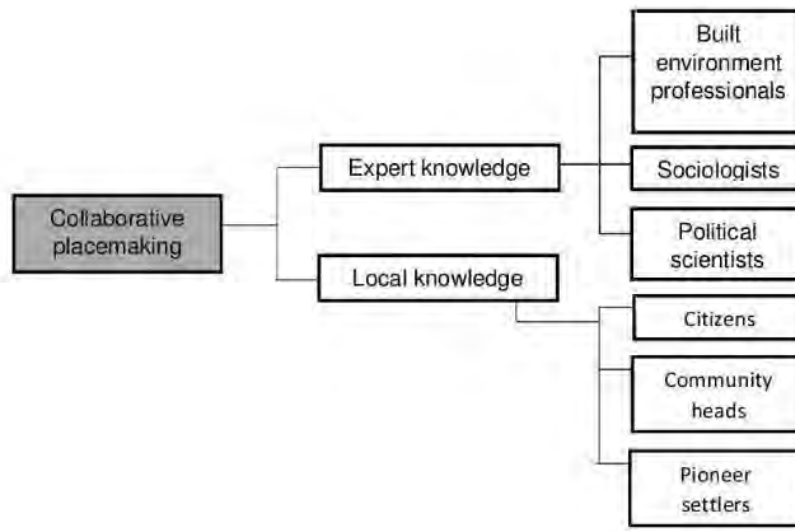 Collaborative
placemaking
Expert knowledge
Local knowledge
Built
environment
professionals
Sociologists
Political
scientists
Citizens
Community
heads
Pioneer
settlers